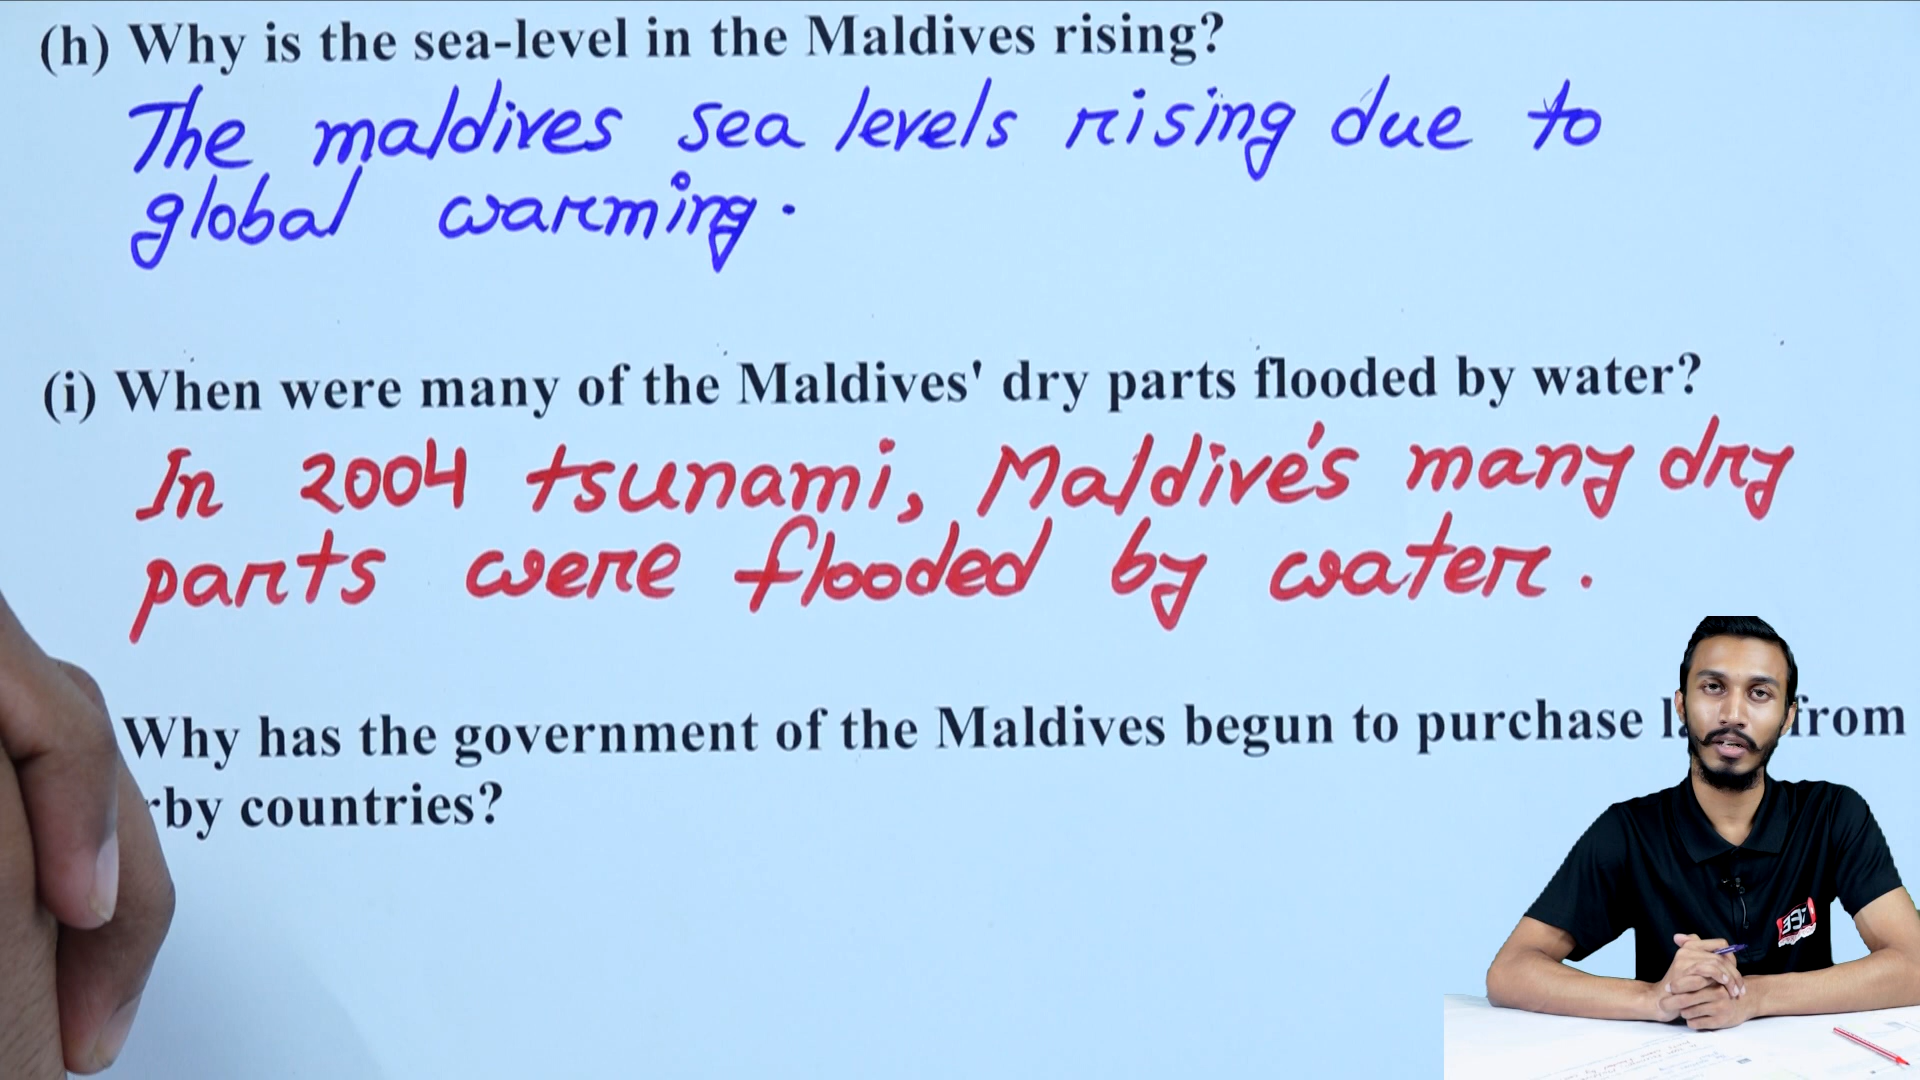 (h) Why is the sea-level in the Maldives rising?
The maldives sea levels rising due to
global warming.
(i) When were many of the Maldives' dry parts flooded by water?
In 2004 tsunami, Maldive's many dry
parts were flooded by water.
Why has the government of the Maldives begun to purchase from
by countries?